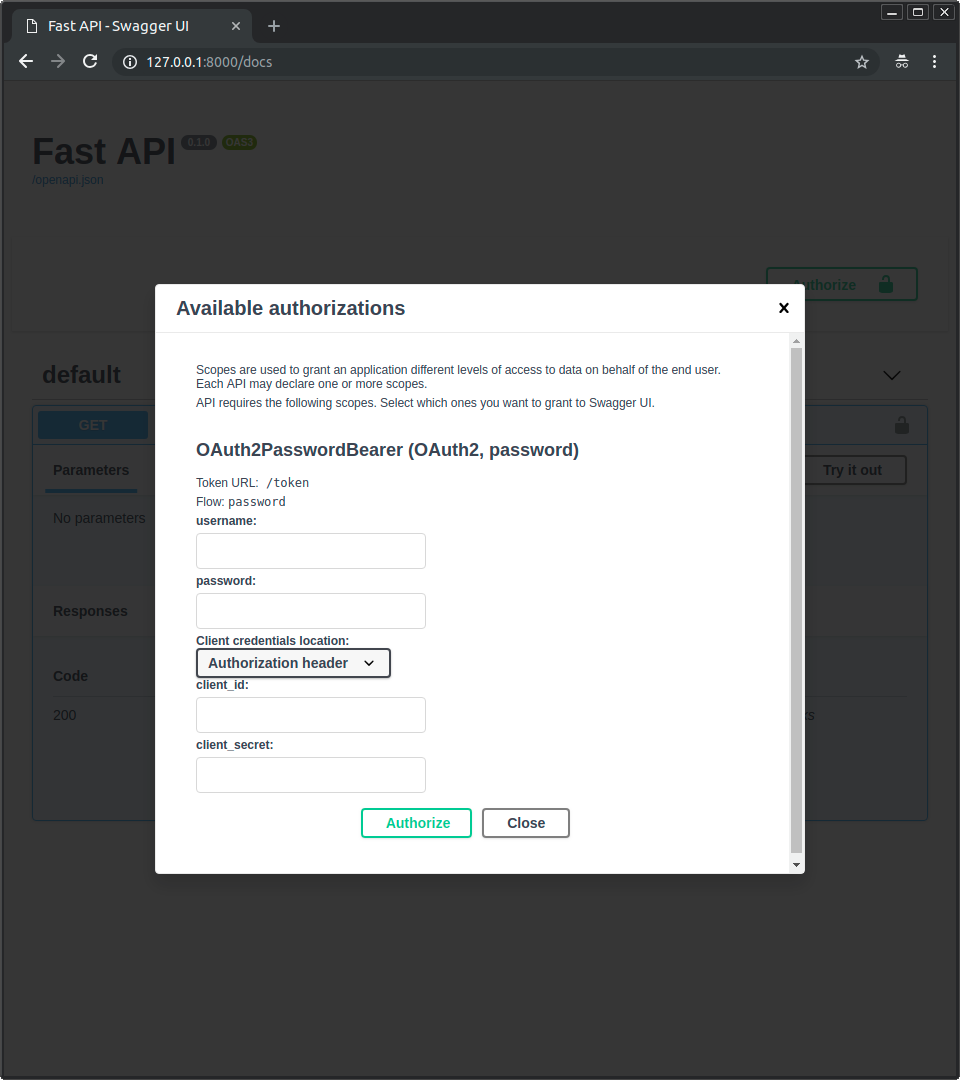 Fast API - Swagger UI
127.0.0.1:8000/docs
Fast API 0.1.0 OAS3
/openapi.json
Authorize
Available authorizations
default
Scopes are used to grant an application different levels of access to data on behalf of the end user.
Each API may declare one or more scopes.
API requires the following scopes. Select which ones you want to grant to Swagger UI.
GET
OAuth2PasswordBearer (OAuth2, password)
Parameters
Try it out
Token URL: /token
Flow: password
No parameters
username:
password:
Responses
Client credentials location:
Authorization header
Code
client_id:
200
client_secret:
Authorize
Close